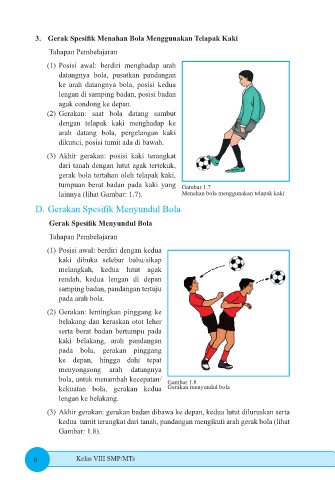 3. Gerak Spesifik Menahan Bola Menggunakan Telapak Kaki
Tahapan Pembelajaran
(1) Posisi awal: berdiri menghadap arah
datangnya bola, pusatkan pandangan
ke arah datangnya bola, posisi kedua
lengan di samping badan, posisi badan
agak condong ke depan.
(2) Gerakan: saat bola datang sambut
dengan telapak kaki menghadap ke
arah datang bola, pergelangan kaki
dikunci, posisi tumit ada di bawah.
(3) Akhir gerakan: posisi kaki terangkat
dari tanah dengan lutut agak tertekuk,
gerak bola tertahan oleh telapak kaki,
tumpuan berat badan pada kaki yang
lainnya (lihat Gambar: 1.7).
Gambar 1.7
Menahan bola menggunakan telapak kaki
D. Gerakan Spesifik Menyundul Bola
Gerak Spesifik Menyundul Bola
Tahapan Pembelajaran
(1) Posisi awal: berdiri dengan kedua
kaki dibuka selebar bahu/sikap
melangkah, kedua lutut agak
rendah, kedua lengan di depan
samping badan, pandangan tertuju
pada arah bola.
(2) Gerakan: lentingkan pinggang ke
belakang dan keraskan otot leher
serta berat badan bertumpu pada
kaki belakang, arah pandangan
pada bola, gerakan pinggang
ke depan, hingga dahi tepat
menyongsong arah datangnya
bola, untuk menambah kecepatan/
kekuatan bola, gerakan kedua
lengan ke belakang.
Gambar 1.8
Gerakan menyundul bola
(3) Akhir gerakan: gerakan badan dibawa ke depan, kedua lutut diluruskan serta
kedua tumit terangkat dari tanah, pandangan mengikuti arah gerak bola (lihat
Gambar: 1.8).
6 Kelas VIII SMP/MTs